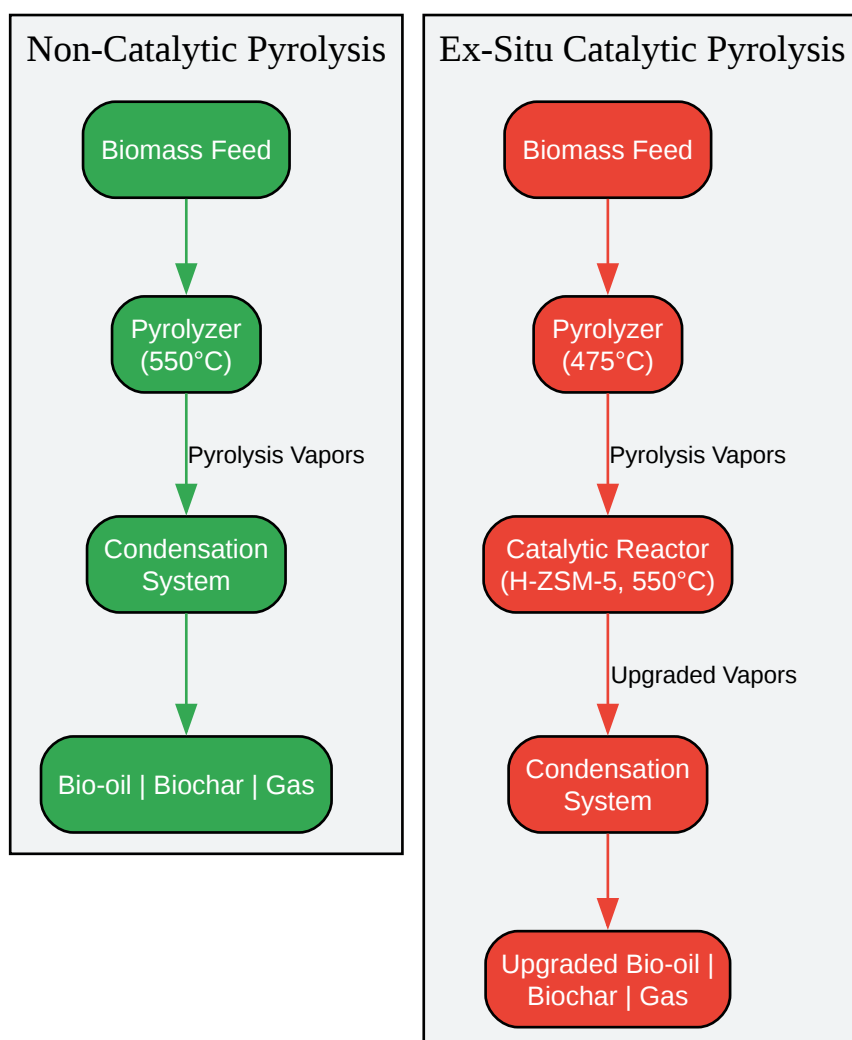 Non-Catalytic Pyrolysis
Biomass Feed
Pyrolyzer
(550°C)
Pyrolysis Vapors
Condensation
System
Bio-oil | Biochar | Gas
Ex-Situ Catalytic Pyrolysis
Biomass Feed
Pyrolyzer
(475°C)
Pyrolysis Vapors
Catalytic Reactor
(H-ZSM-5, 550°C)
Upgraded Vapors
Condensation
System
Upgraded Bio-oil |
Biochar | Gas